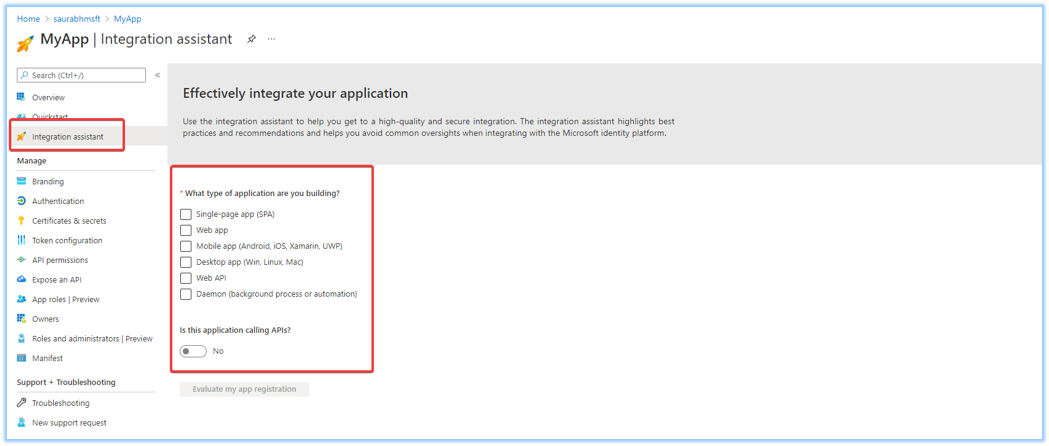 Home > saurabhmsft > MyApp
MyApp | Integration assistant ...
Search (Ctrl+/) «
Overview
Quickstart
Integration assistant
Manage
Branding
Authentication
Certificates & secrets
Token configuration
API permissions
Expose an API
App roles | Preview
Owners
Roles and administrators | Preview
Manifest
Support + Troubleshooting
Troubleshooting
New support request
Effectively integrate your application
Use the integration assistant to help you get to a high-quality and secure integration. The integration assistant highlights best
practices and recommendations and helps you avoid common oversights when integrating with the Microsoft identity platform.
* What type of application are you building?
Single-page app (SPA)
Web app
Mobile app (Android, iOS, Xamarin, UWP)
Desktop app (Win, Linux, Mac)
Web API
Daemon (background process or automation)
Is this application calling APIs?
No
Evaluate my app registration